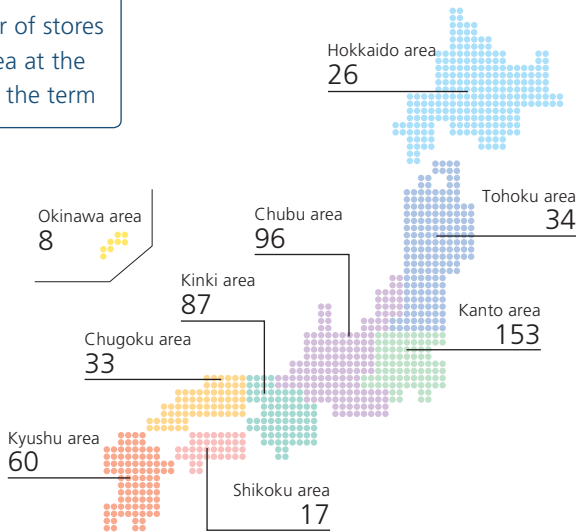 r of stores
ea at the
the term
Hokkaido area
26
Tohoku area
34
Okinawa area
8
Chubu area
96
Kinki area
87
Kanto area
153
Chugoku area
33
Kyushu area
60
Shikoku area
17